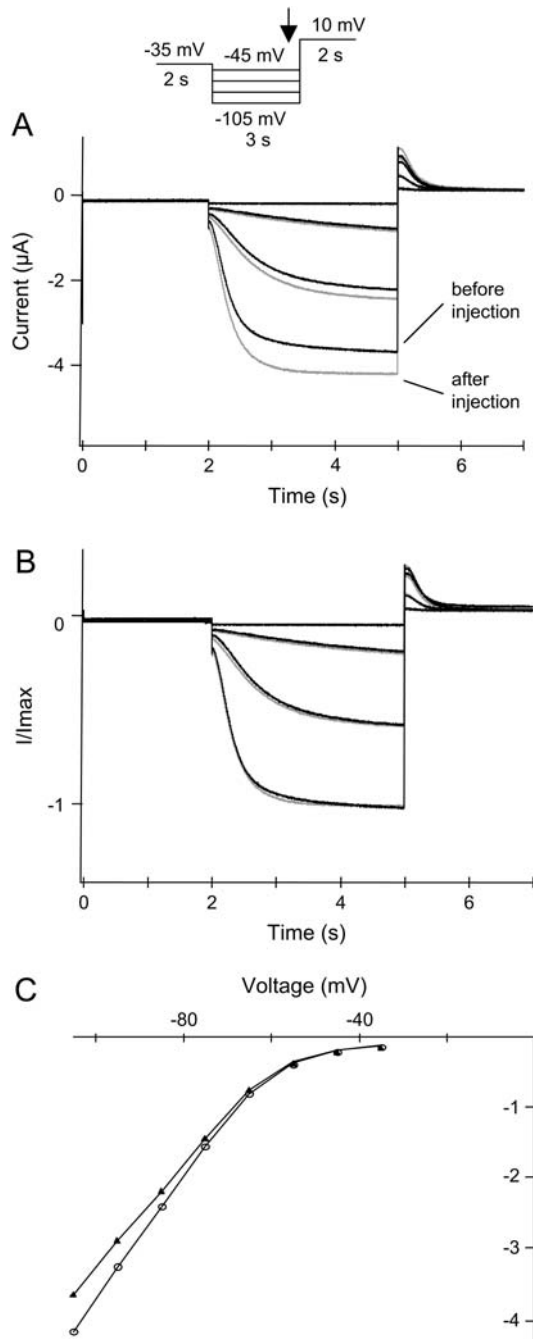 10 mV
-35 mV -45 mV
2 s 2 s
-105 mV
3 s
A
0
-2
-4
Current (µA)
before
injection
after
injection
0 2 4 6
Time (s)
B
0
-1
I/Imax
0 2 4 6
Time (s)
C
Voltage (mV)
-80 -40
-1
-2
-3
-4